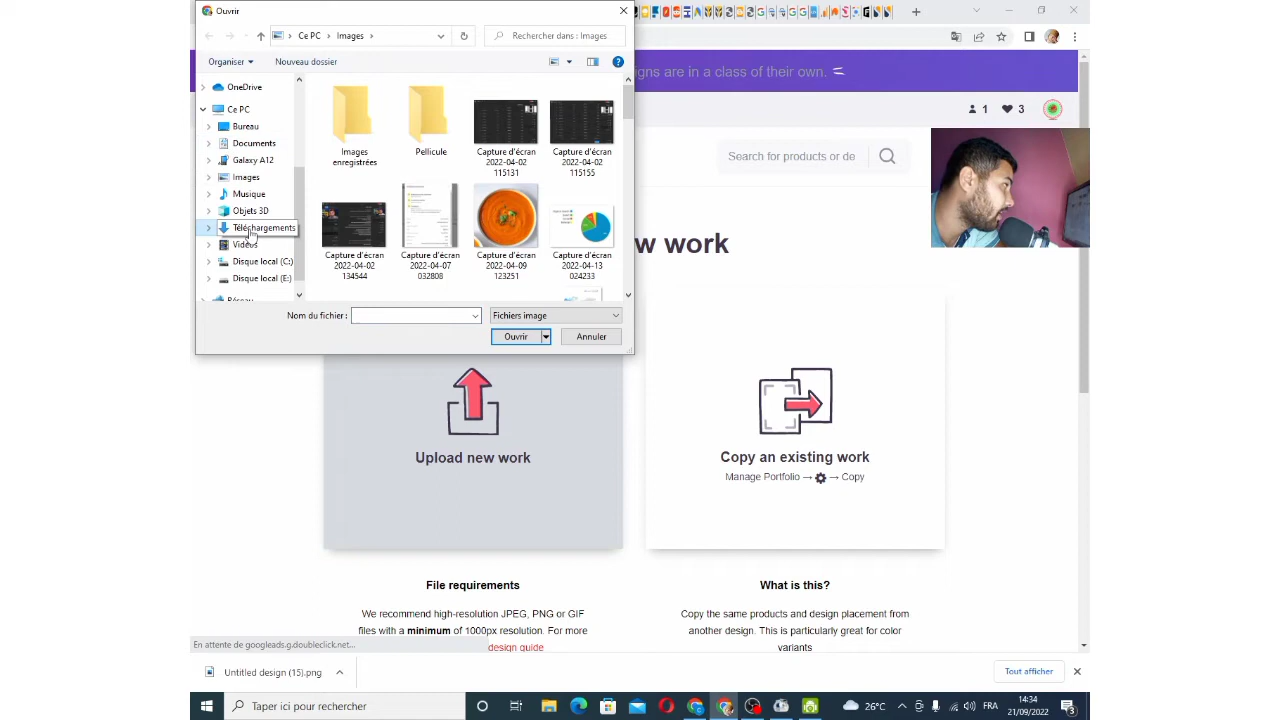 Ouvrir
Ce PC
Images
Rechercher dans : Images
Organiser
Nouveau dossier
OneDrive
Ce PC
Bureau
Documents
Galaxy A12
Images
Musique
Objets 3D
Téléchargements
Vidéos
Disque local (C:)
Disque local (E:)
Réseau
Images
enregistrées
Pellicule
Capture d'écran
2022-04-02
115131
Capture d'écran
2022-04-02
115155
Capture d'écran
2022-04-02
134544
Capture d'écran
2022-04-07
032808
Capture d'écran
2022-04-09
123251
Capture d'écran
2022-04-13
024233
Nom du fichier :
Fichiers image
Ouvrir
Annuler
igns are in a class of their own.
1
3
Search for products or de
w work
Upload new work
Copy an existing work
Manage Portfolio → → Copy
File requirements
We recommend high-resolution JPEG, PNG or GIF
files with a minimum of 1000px resolution. For more
design guide
What is this?
Copy the same products and design placement from
another design. This is particularly great for color
variants
En attente de googleads.g.doubleclick.net...
Untitled design (15).png
Tout afficher
Taper ici pour rechercher
26°C
FRA
14:34
21/09/2022
3